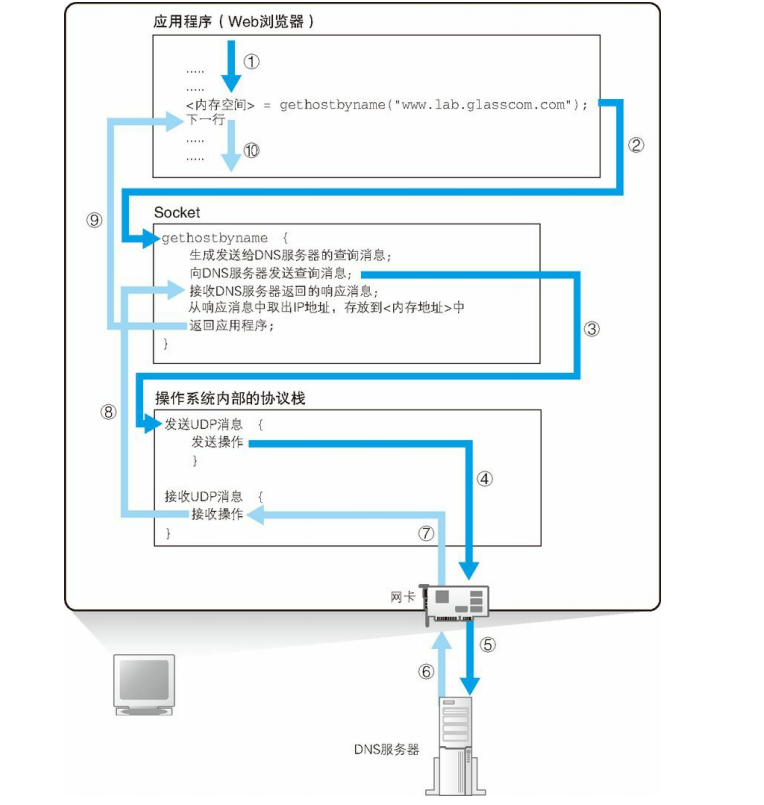 应用程序（Web浏览器）
①
.....
.....
<内存空间> = gethostbyname("www.lab.glasscom.com");
下一行
②
.....
⑩
.....
⑨
Socket
gethostbyname {
生成发送给DNS服务器的查询消息;
向DNS服务器发送查询消息;
接收DNS服务器返回的响应消息;
从响应消息中取出IP地址，存放到<内存地址>中
返回应用程序;
③
}
操作系统内部的协议栈
⑧
发送UDP消息 {
发送操作
}
④
接收UDP消息 {
接收操作
⑦
}
网卡
⑤
⑥
DNS服务器